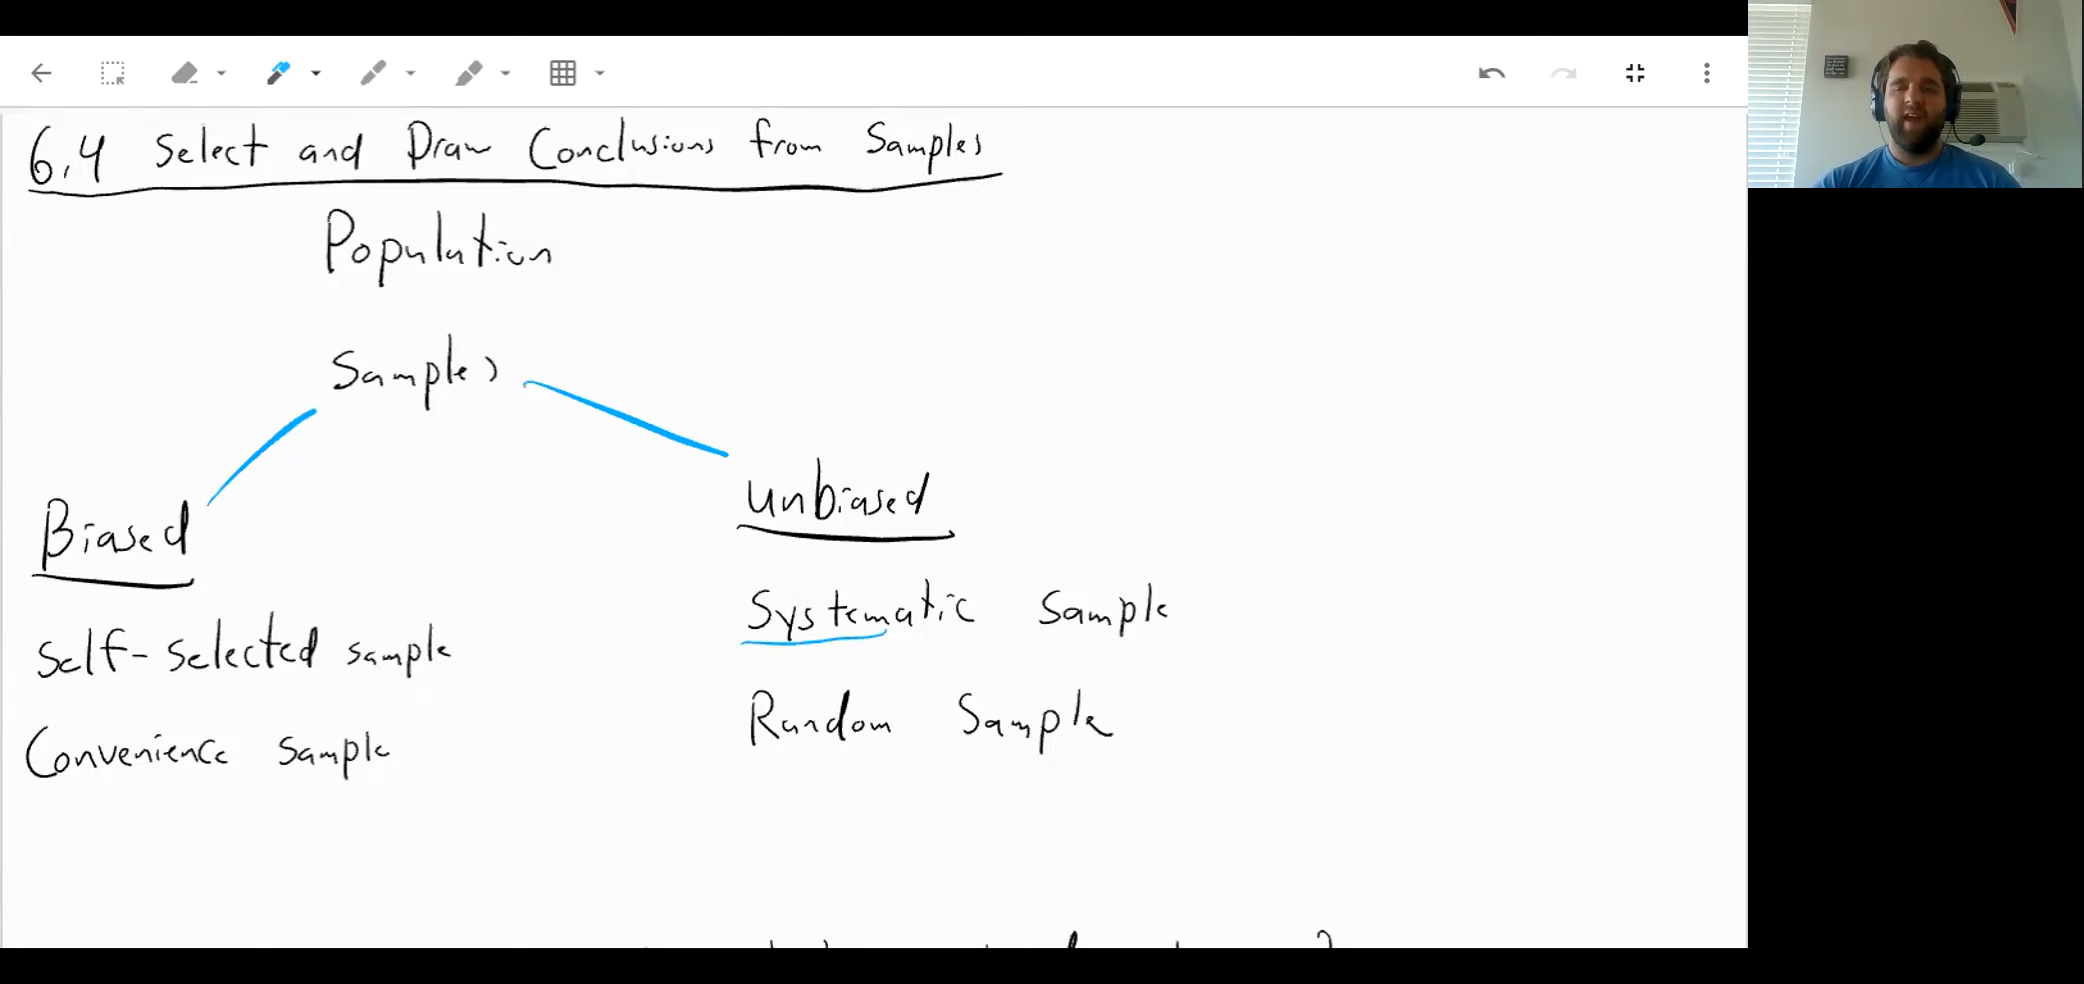 6.4 Select and Draw Conclusions from Samples
Population
Samples
Biased
Self-selected sample
Convenience Sample
Unbiased
Systematic Sample
Random Sample